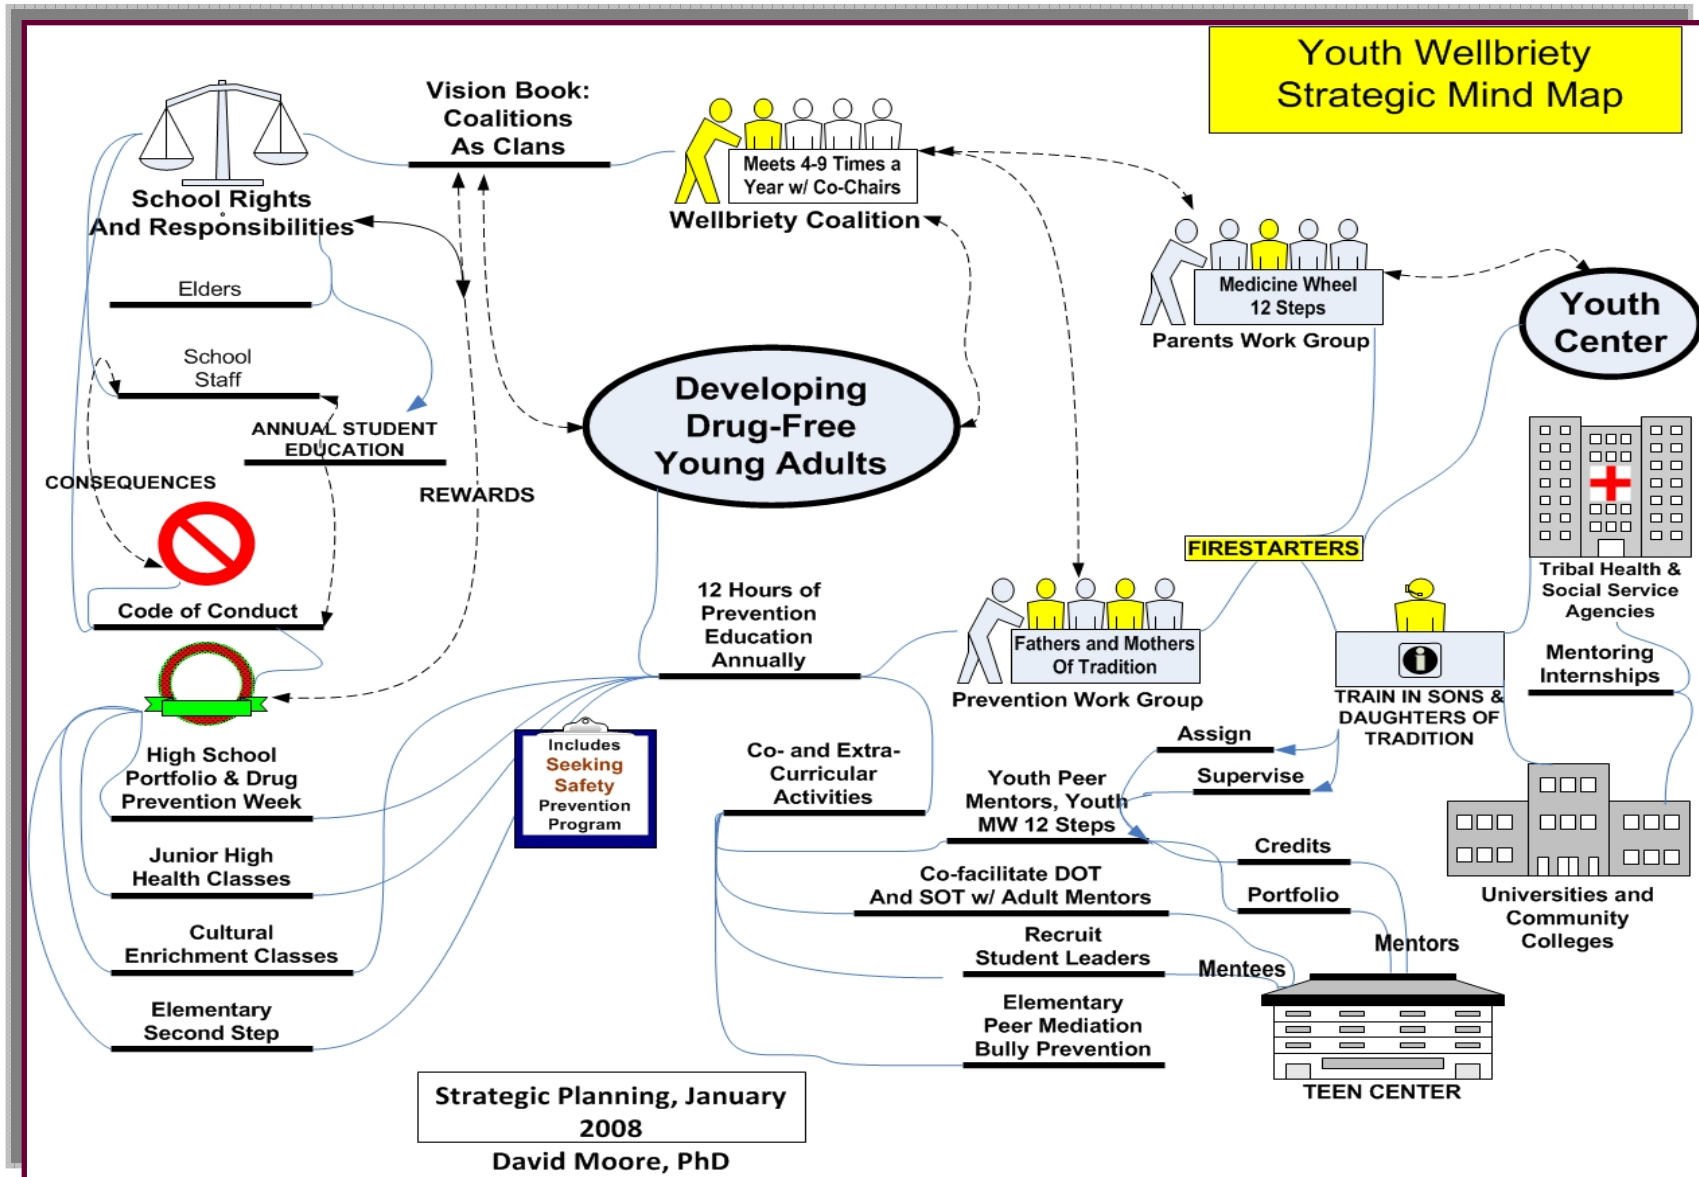 Youth Wellbriety
Strategic Mind Map
Vision Book:
Coalitions
As Clans
Meets 4-9 Times a
Year w/ Co-Chairs
Wellbriety Coalition
School Rights
And Responsibilities
Elders
School
Staff
ANNUAL STUDENT
EDUCATION
CONSEQUENCES
REWARDS
Code of Conduct
Medicine Wheel
12 Steps
Parents Work Group
Youth
Center
Developing
Drug-Free
Young Adults
FIRESTARTERS
Tribal Health &
Social Service
Agencies
Mentoring
Internships
12 Hours of
Prevention
Education
Annually
Fathers and Mothers
Of Tradition
Prevention Work Group
i
TRAIN IN SONS &
DAUGHTERS OF
TRADITION
Assign
Supervise
High School
Portfolio & Drug
Prevention Week
Junior High
Health Classes
Cultural
Enrichment Classes
Elementary
Second Step
Includes
Seeking
Safety
Prevention
Program
Co- and Extra-
Curricular
Activities
Youth Peer
Mentors, Youth
MW 12 Steps
Co-facilitate DOT
And SOT w/ Adult Mentors
Recruit
Student Leaders
Elementary
Peer Mediation
Bully Prevention
Credits
Portfolio
Mentors
Mentees
TEEN CENTER
Universities and
Community
Colleges
Strategic Planning, January
2008
David Moore, PhD